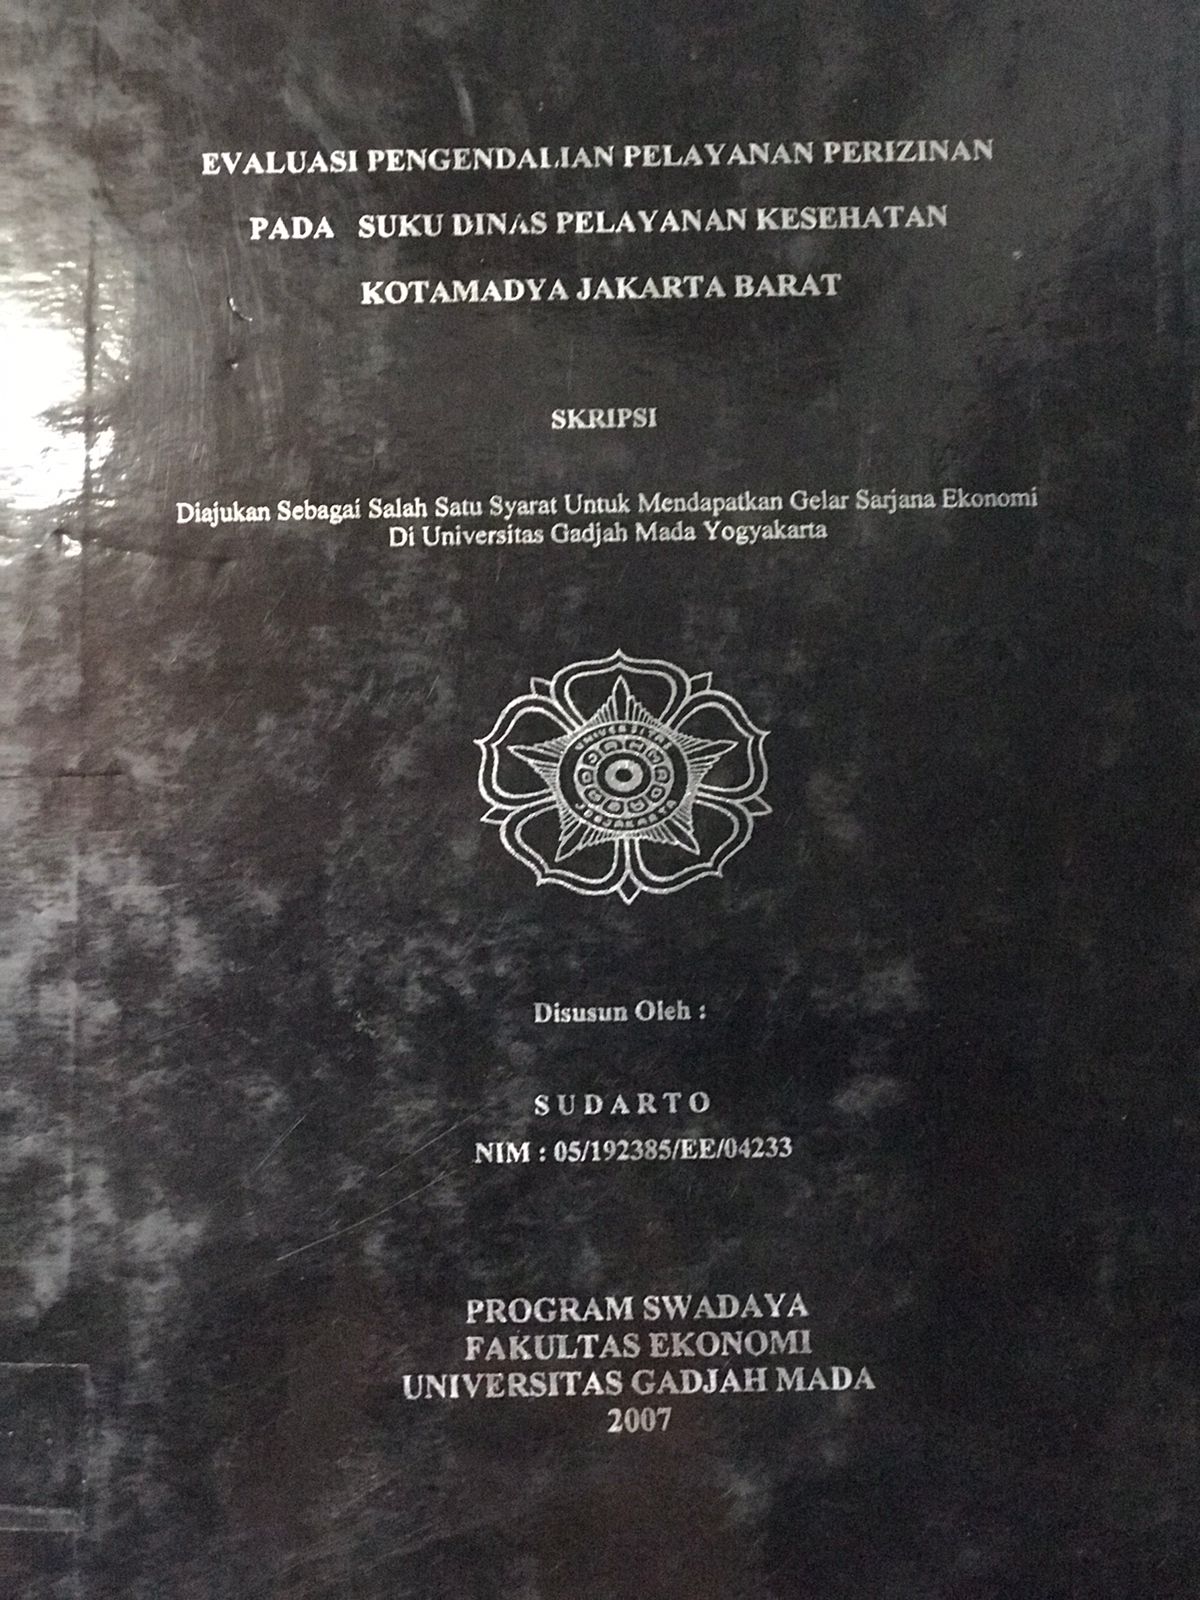 EVALUASI PENGENDALIAN PELAYANAN PERIZINAN
PADA SUKU DINAS PELAYANAN KESEHATAN
KOTAMADYA JAKARTA BARAT
SKRIPSI
Diajukan Sebagai Salah Satu Syarat Untuk Mendapatkan Gelar Sarjana Ekonomi
Di Universitas Gadjah Mada Yogyakarta
UNIVERSITAS
Disusun Oleh :
SUDARTO
NIM : 05/192385/EE/04233
PROGRAM SWADAYA
FAKULTAS EKONOMI
UNIVERSITAS GADJAH MADA
2007